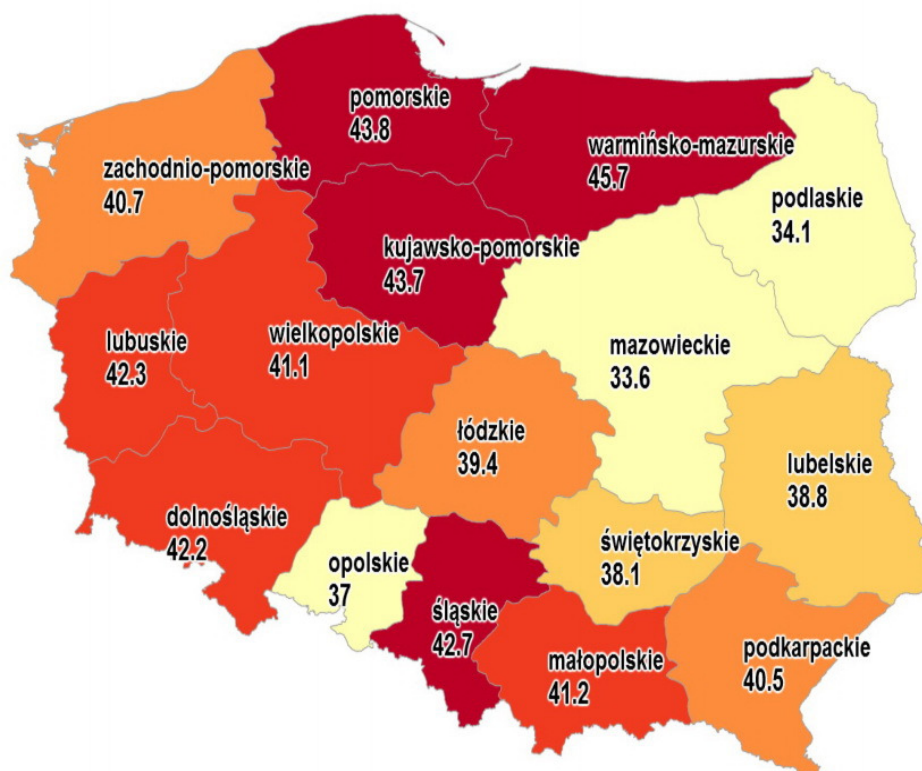 pomorskie
43.8
warmińsko-mazurskie
45.7
zachodnio-pomorskie
40.7
podlaskie
34.1
kujawsko-pomorskie
43.7
lubuskie
42.3
wielkopolskie
41.1
mazowieckie
33.6
łódzkie
39.4
lubelskie
38.8
dolnośląskie
42.2
świętokrzyskie
38.1
opolskie
37
śląskie
42.7
małopolskie
41.2
podkarpackie
40.5